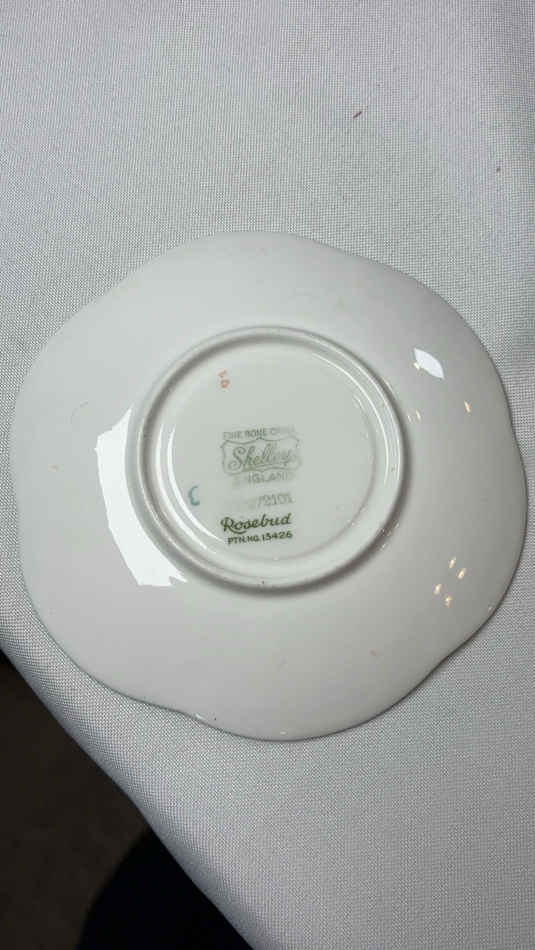 FINE BONE CHINA
Shelley
ENGLAND
Rosebud
PTN.NO. 13426